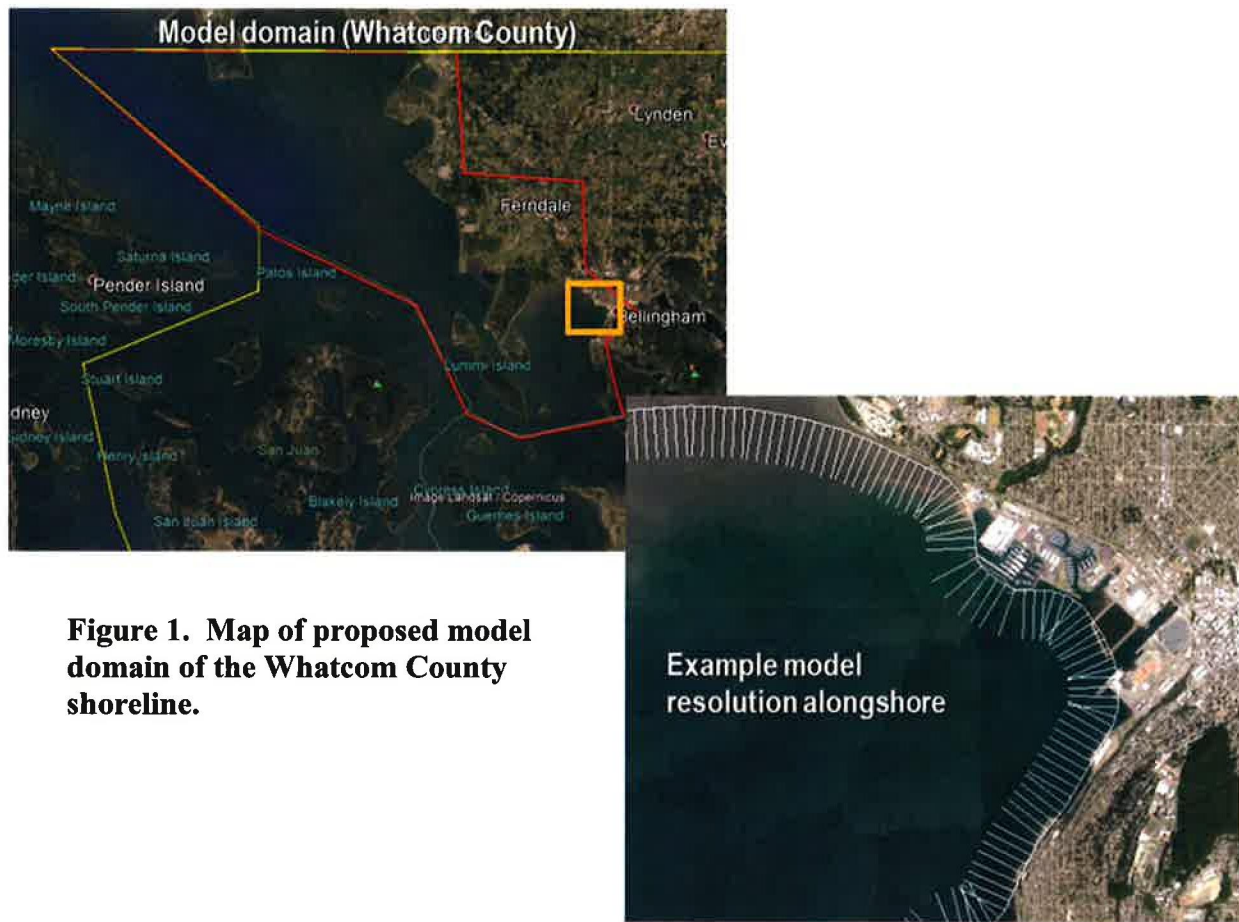 Model domain (Whatcom County)
Lynden
Ev
Ferndale
Mayne Island
Saturna Island
Patos Island
Pender Island
South Pender Island
Bellingham
Moresby Island
Stuart Island
Lummi Island
dney
Sidney Island
Henry Island
San Juan
Cypress Island
Blakely Island
Image Landsat / Copernicus
Guemes Island
San Juan Island
Figure 1. Map of proposed model
domain of the Whatcom County
shoreline.
Example model
resolution alongshore